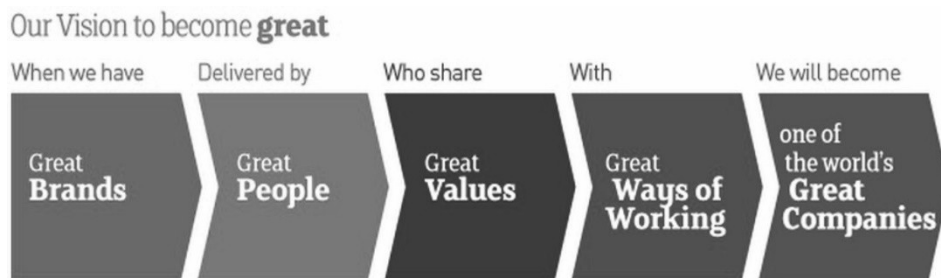 Our Vision to become great
When we have
Great
Brands
Delivered by
Great
People
Who share
Great
Values
With
Great
Ways of
Working
We will become
one of
the world's
Great
Companies